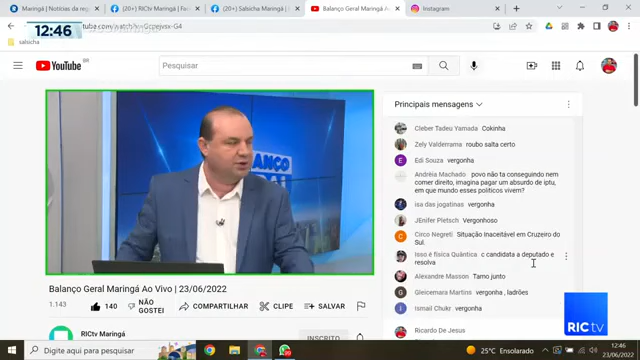 Maringá | Notícias da reg
(20+) RICtv Maringá | Fac
(20+) Salsicha Maringá |
Balanço Geral Maringá Ao
Instagram
12:46
salsicha
YouTube BR
Pesquisar
BALANÇO
GERAL
Principais mensagens
Cleber Tadeu Yamada Cokinha
Zely Valderrama roubo salta certo
Edi Souza vergonha
Andréia Machado povo não ta conseguindo nem
comer direito, imagina pagar um absurdo de iptu,
em que mundo esses políticos vivem?
isa das jogatinas vergonha
JEnifer Pletsch Vergonhoso
Circo Negreti Situação Inaceitável em Cruzeiro do
Sul.
Isso é física Quântica c candidata a deputado e
resolva
Alexandre Masson Tamo junto
Gleicemara Martins vergonha , ladrões
Ismail Chukr vergonha
Ricardo De Jesus
Balanço Geral Maringá Ao Vivo | 23/06/2022
1.143
140
NÃO
GOSTEI
COMPARTILHAR
CLIPE
SALVAR
RICtv Maringá
INSCRITO
RIC tv
Digite aqui para pesquisar
25°C Ensolarado
12:46
23/06/2022